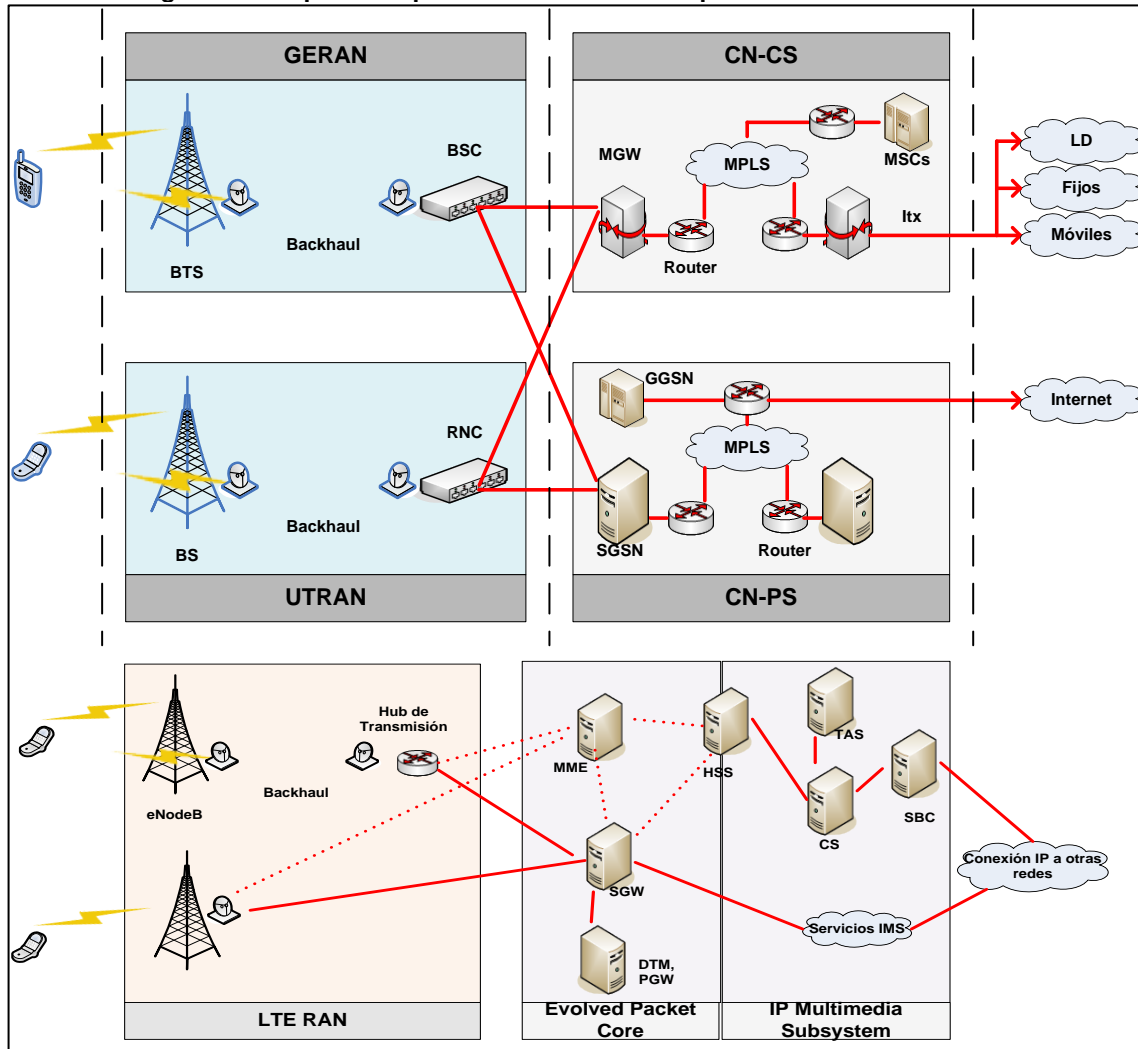 GERAN
CN-CS
BSC
BTS
Backhaul
MGW
MPLS
MSCs
Itx
Router
LD
Fijos
Móviles
RNC
BS
Backhaul
UTRAN
GGSN
MPLS
SGSN
Router
CN-PS
Internet
Hub de
Transmisión
eNodeB
Backhaul
LTE RAN
MME
HSS
SGW
DTM,
PGW
Evolved Packet
Core
TAS
CS
SBC
Conexión IP a otras
redes
Servicios IMS
IP Multimedia
Subsystem